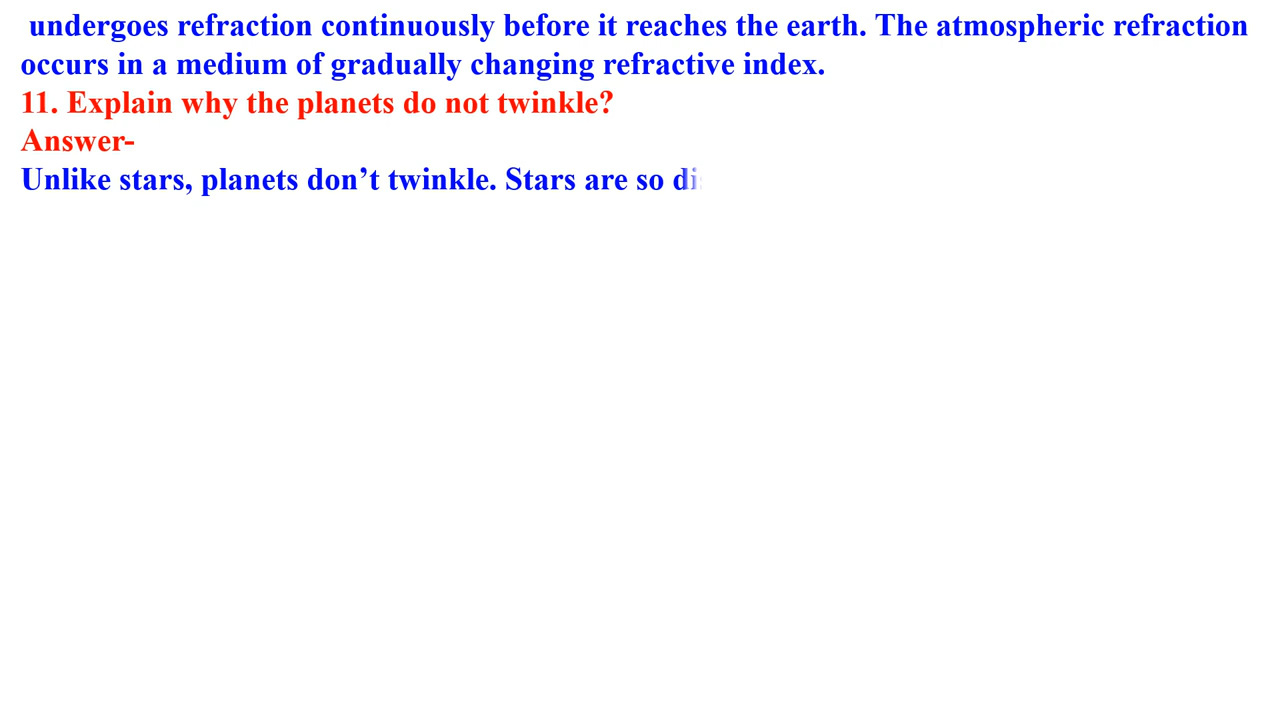 undergoes refraction continuously before it reaches the earth. The atmospheric refraction
occurs in a medium of gradually changing refractive index.
11. Explain why the planets do not twinkle?
Answer-
Unlike stars, planets don’t twinkle. Stars are so